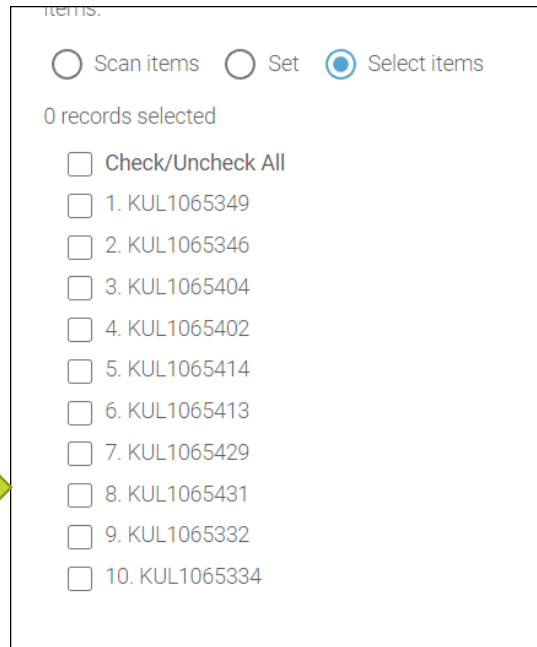 items:
Scan items Set Select items
0 records selected
Check/Uncheck All
1. KUL1065349
2. KUL1065346
3. KUL1065404
4. KUL1065402
5. KUL1065414
6. KUL1065413
7. KUL1065429
8. KUL1065431
9. KUL1065332
10. KUL1065334